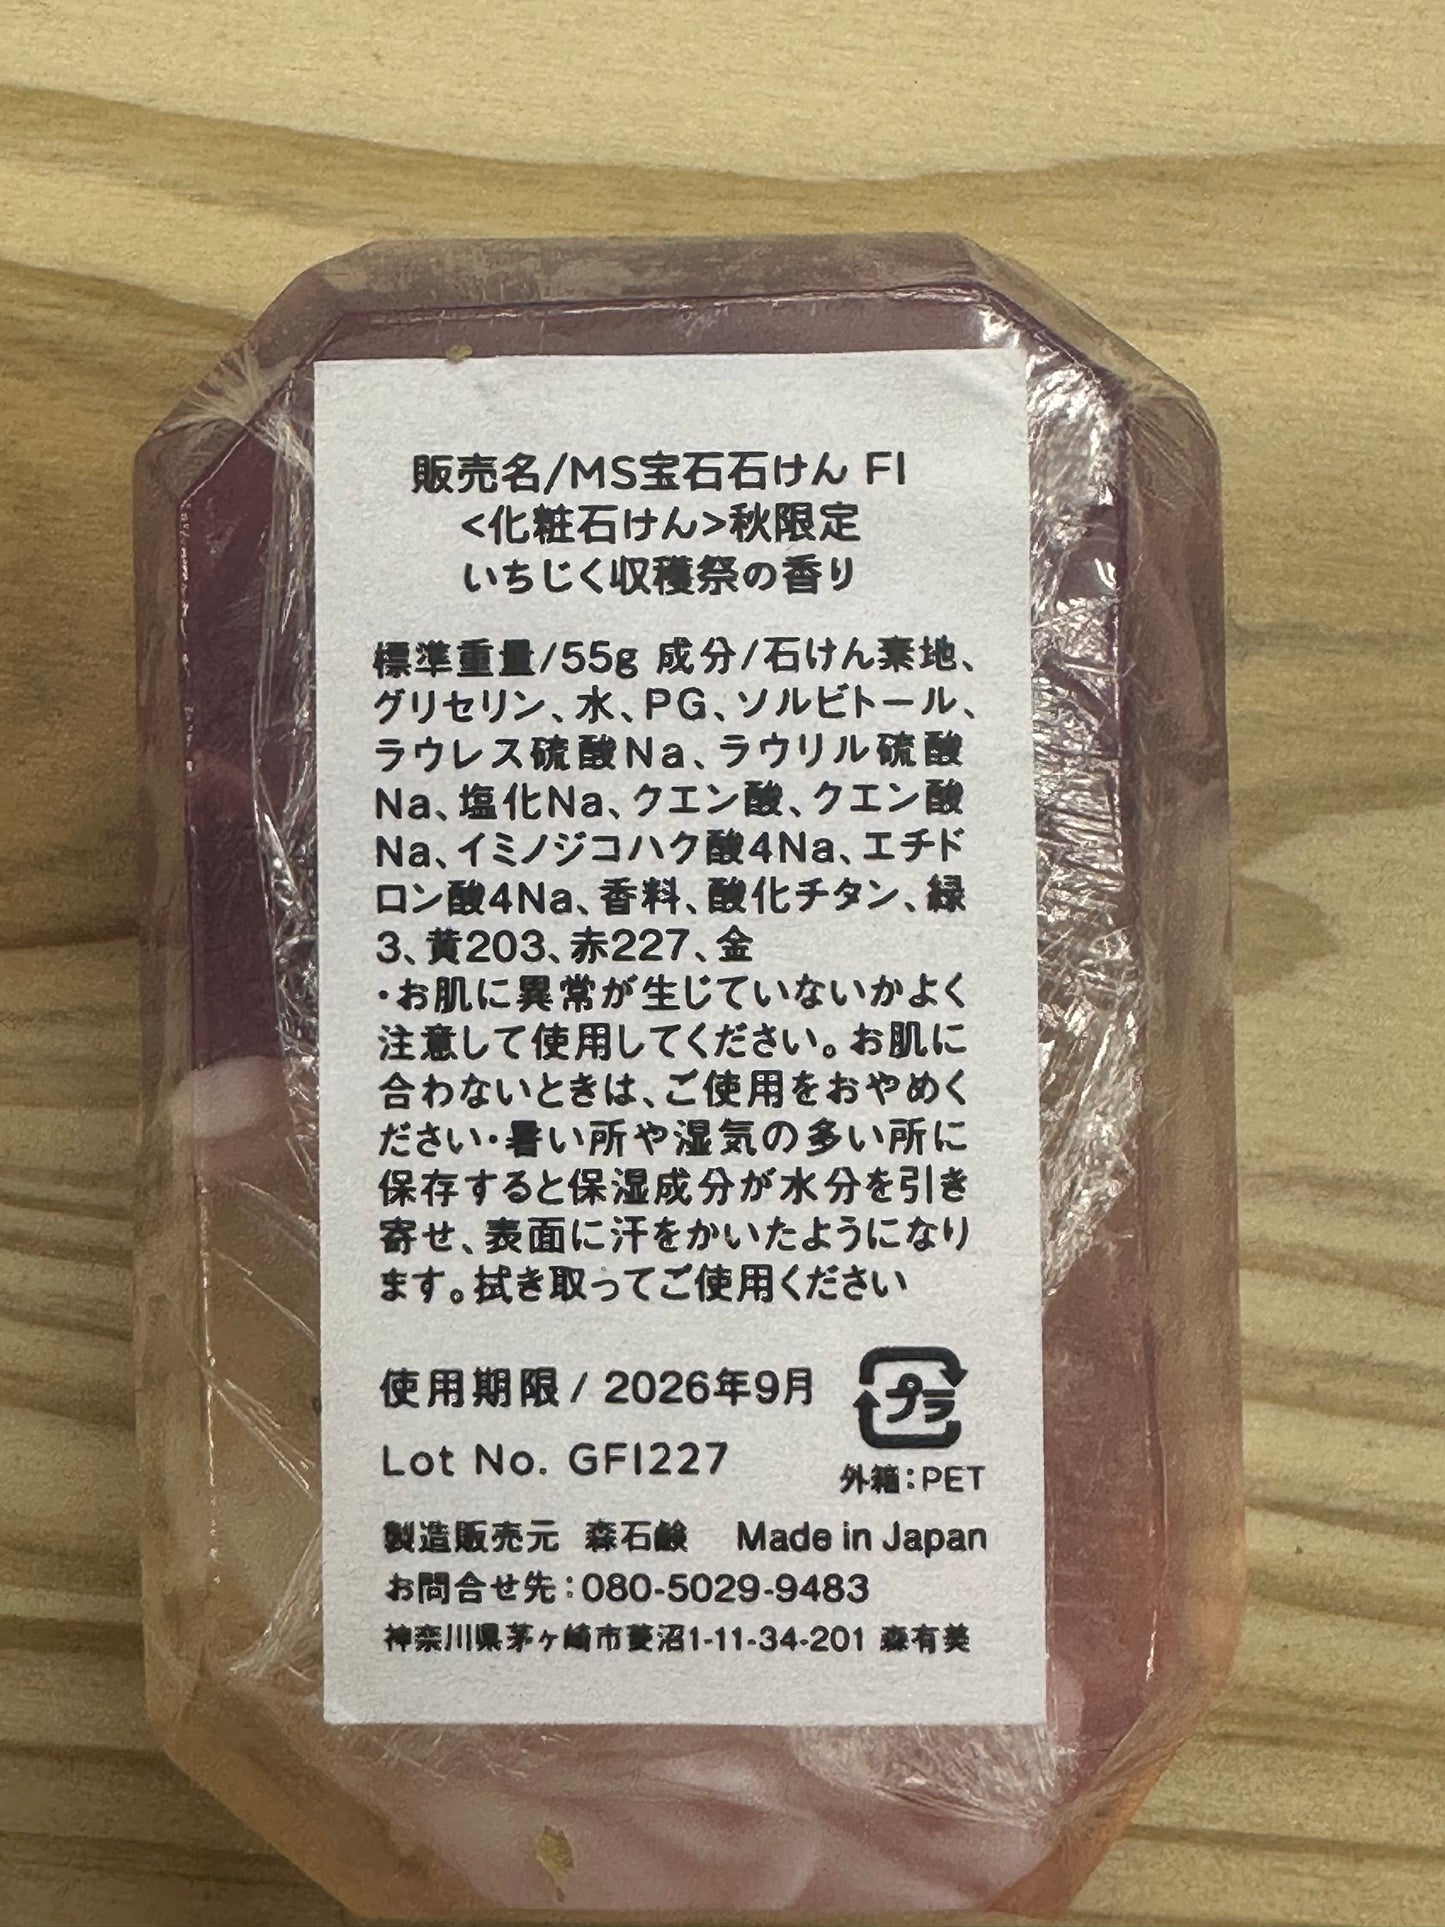 販売名/MS宝石石けん FI
<化粧石けん>秋限定
いちじく収穫祭の香り
標準重量/55g 成分/石けん素地、
グリセリン、水、PG、ソルビトール、
ラウレス硫酸Na、ラウリル硫酸
Na、塩化Na、クエン酸、クエン酸
Na、イミノジコハク酸4Na、エチド
ロン酸4Na、香料、酸化チタン、緑
3、黄203、赤227、金
・お肌に異常が生じていないかよく
注意して使用してください。お肌に
合わないときは、ご使用をおやめく
ださい・暑い所や湿気の多い所に
保存すると保湿成分が水分を引き
寄せ、表面に汗をかいたようになり
ます。拭き取ってご使用ください
使用期限 / 2026年9月
プラ
Lot No. GFI227
外箱：PET
製造販売元 森石鹸 Made in Japan
お問合せ先：080-5029-9483
神奈川県茅ヶ崎市菱沼1-11-34-201 森有美